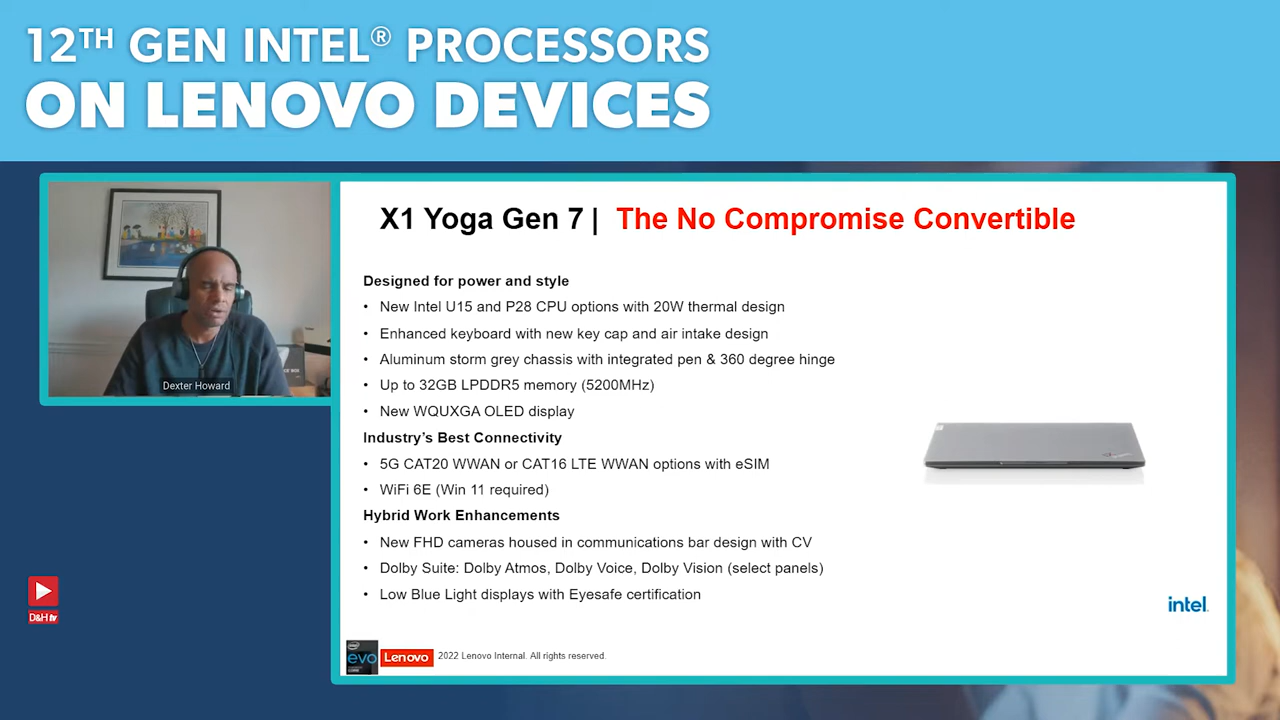 12TH GEN INTEL® PROCESSORS
ON LENOVO DEVICES
Dexter Howard
X1 Yoga Gen 7 | The No Compromise Convertible
Designed for power and style
• New Intel U15 and P28 CPU options with 20W thermal design
• Enhanced keyboard with new key cap and air intake design
• Aluminum storm grey chassis with integrated pen & 360 degree hinge
• Up to 32GB LPDDR5 memory (5200MHz)
• New WQUXGA OLED display
Industry's Best Connectivity
• 5G CAT20 WWAN or CAT16 LTE WWAN options with eSIM
• WiFi 6E (Win 11 required)
Hybrid Work Enhancements
• New FHD cameras housed in communications bar design with CV
• Dolby Suite: Dolby Atmos, Dolby Voice, Dolby Vision (select panels)
• Low Blue Light displays with Eyesafe certification
intel.
D&H tv
intel
evo
Lenovo
2022 Lenovo Internal. All rights reserved.